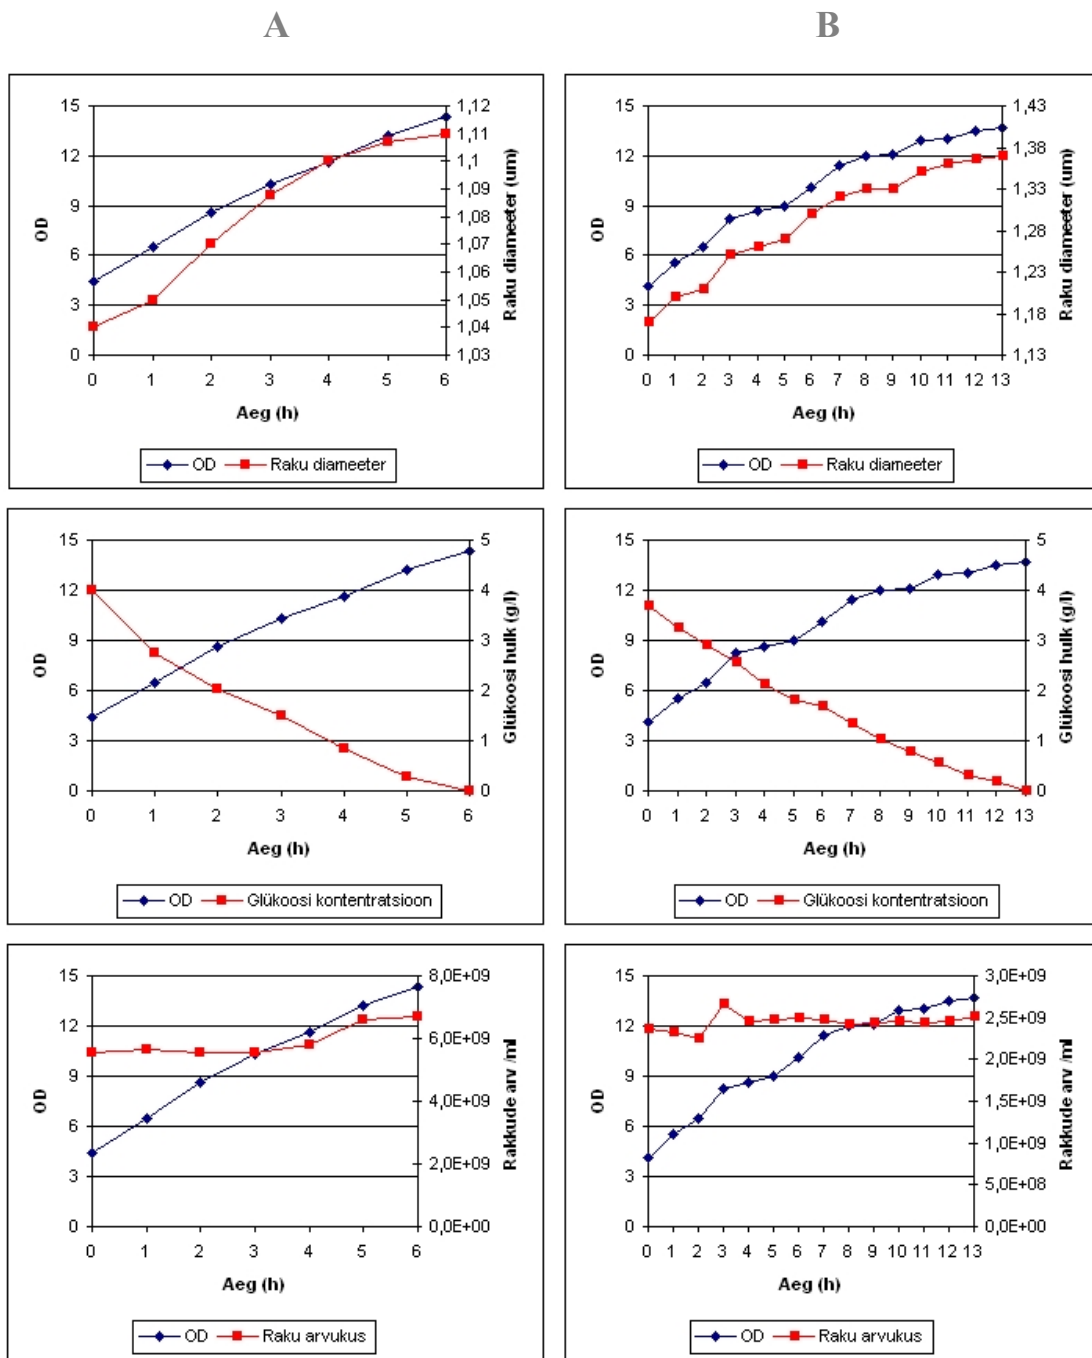 A B
15 1,12
12 1,11
9 1,1
6 1,09
3 1,08
0 1,07
1,06
1,05
1,04
1,03
OD
Raku diameeter (um)
0 1 2 3 4 5 6
Aeg (h)
OD Raku diameeter
15 1,43
12 1,38
9 1,33
6 1,28
3 1,23
0 1,18
1,13
OD
Raku diameeter (um)
0 1 2 3 4 5 6 7 8 9 10 11 12 13
Aeg (h)
OD Raku diameeter
15 5
12 4
9 3
6 2
3 1
0 0
OD
Glükoosi hulk (g/l)
0 1 2 3 4 5 6
Aeg (h)
OD Glükoosi kontentratsioon
15 5
12 4
9 3
6 2
3 1
0 0
OD
Glükoosi hulk (g/l)
0 1 2 3 4 5 6 7 8 9 10 11 12 13
Aeg (h)
OD Glükoosi kontentratsioon
15 8,0E+09
12 6,0E+09
9 4,0E+09
6 2,0E+09
3 0,0E+00
0
OD
Rakkude arv /ml
0 1 2 3 4 5 6
Aeg (h)
OD Raku arvukus
15 3,0E+09
12 2,5E+09
9 2,0E+09
6 1,5E+09
3 1,0E+09
0 5,0E+08
0,0E+00
OD
Rakkude arv /ml
0 1 2 3 4 5 6 7 8 9 10 11 12 13
Aeg (h)
OD Raku arvukus